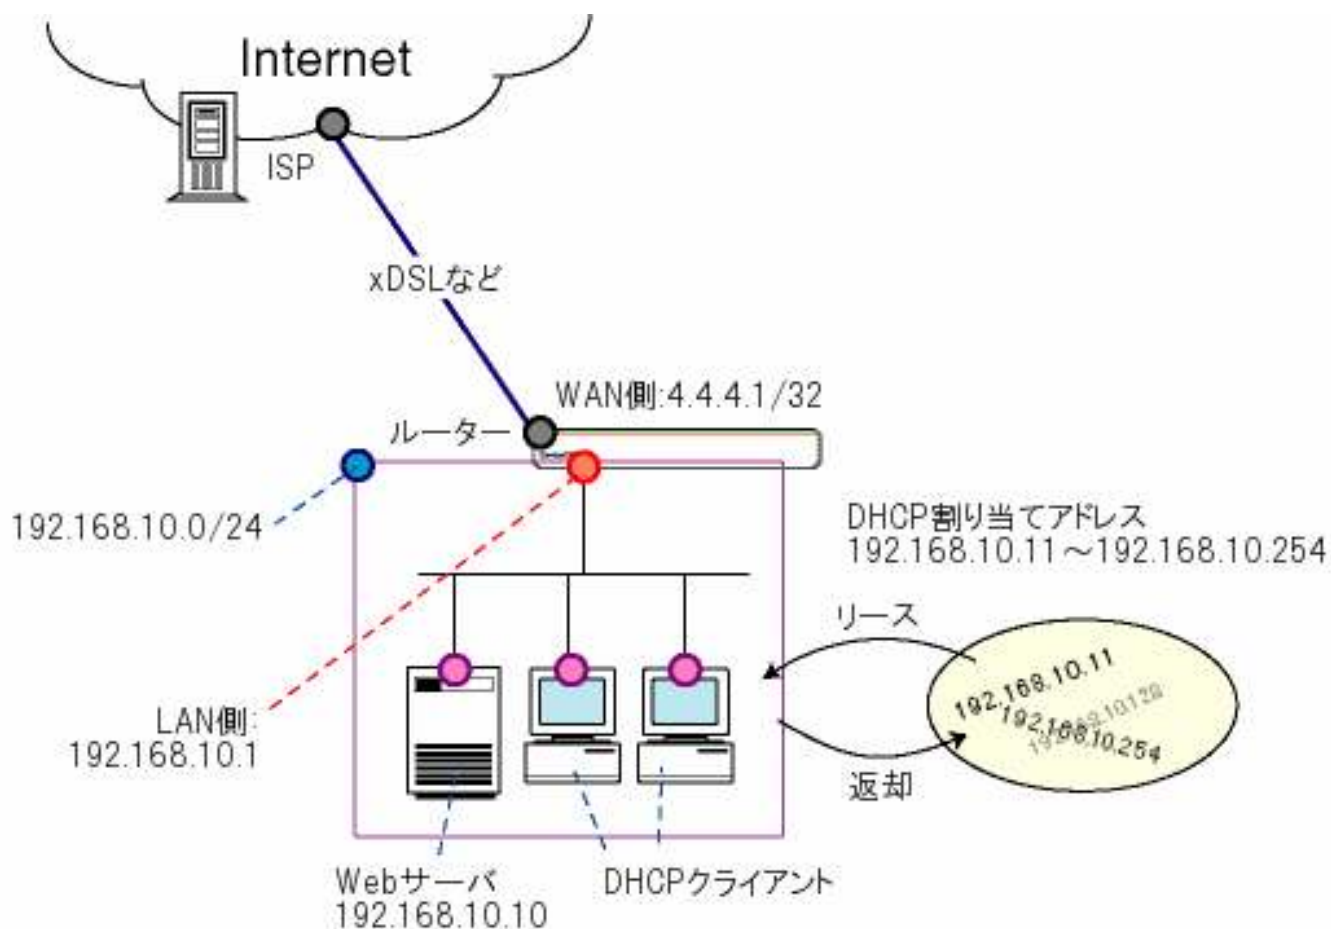 Internet
ISP
xDSLなど
WAN側:4.4.4.1/32
ルーター
192.168.10.0/24
DHCP割り当てアドレス
192.168.10.11～192.168.10.254
リース
192.168.10.11
192.168.10.128
192.168.10.254
LAN側:
192.168.10.1
返却
Webサーバ
192.168.10.10
DHCPクライアント